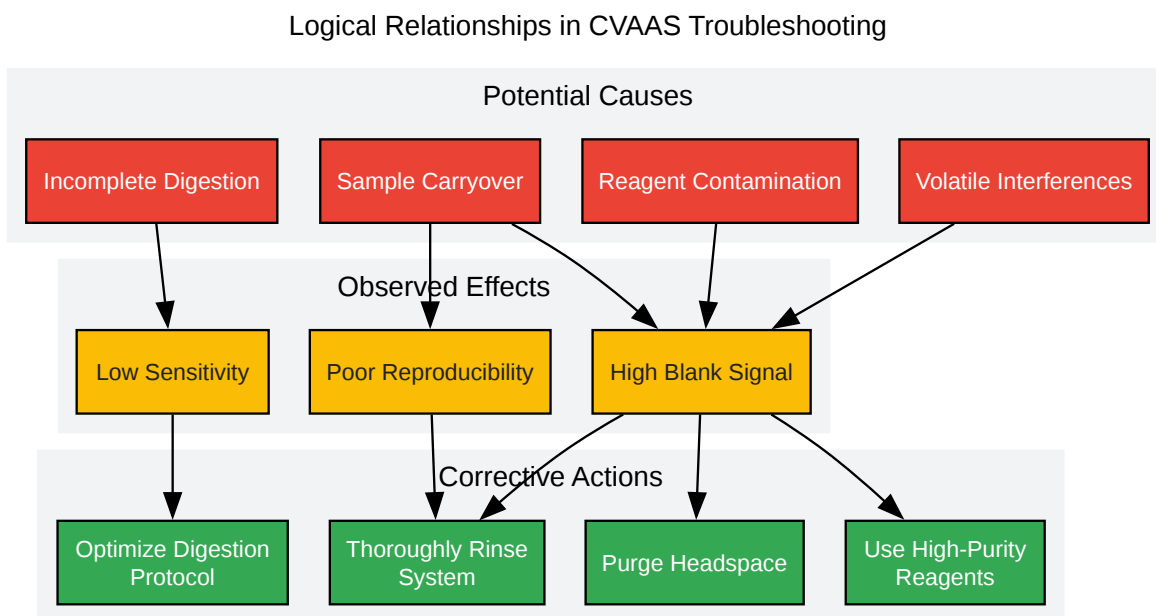 Logical Relationships in CVAAS Troubleshooting
Potential Causes
Incomplete Digestion
Sample Carryover
Reagent Contamination
Volatile Interferences
Observed Effects
Low Sensitivity
Poor Reproducibility
High Blank Signal
Corrective Actions
Optimize Digestion
Protocol
Thoroughly Rinse
System
Purge Headspace
Use High-Purity
Reagents